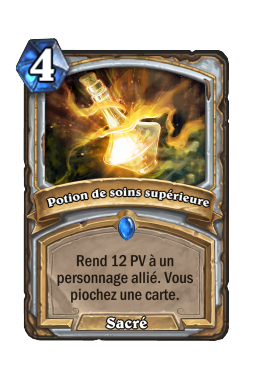 4
Potion de soins supérieure
Rend 12 PV à un
personnage allié. Vous
piochez une carte.
Sacré